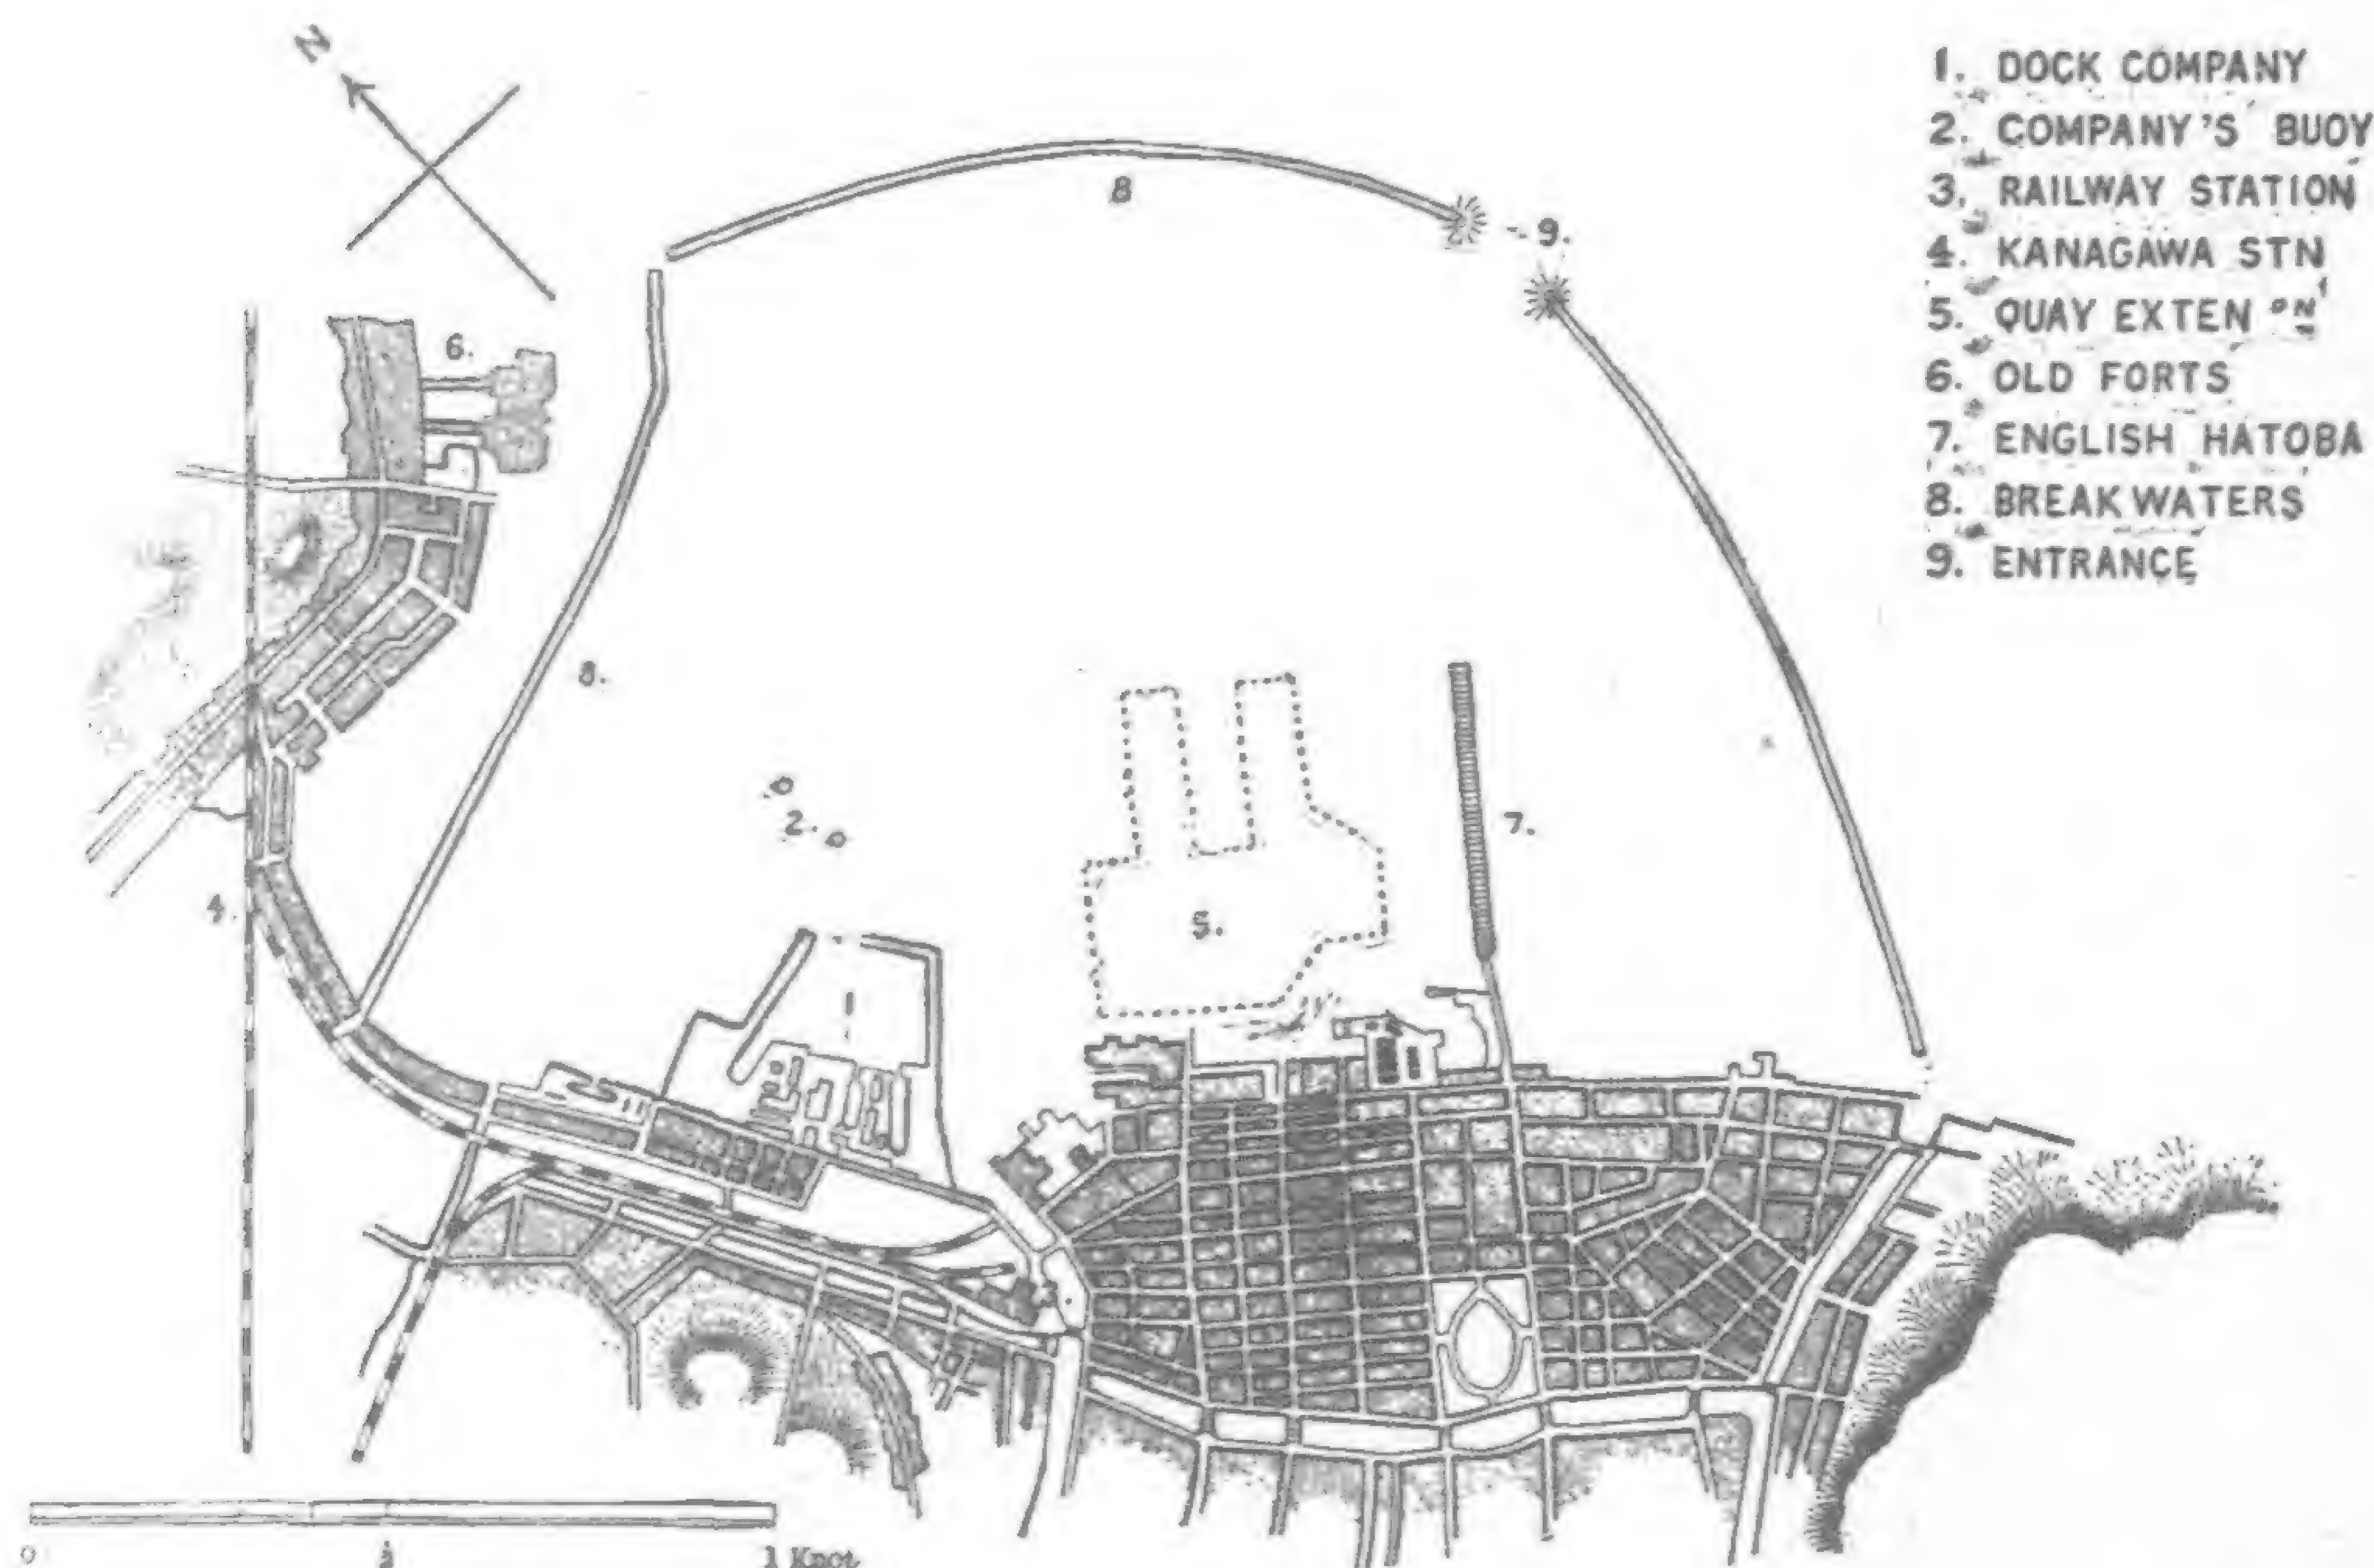 N
1. DOCK COMPANY
2. COMPANY'S BUOY
3. RAILWAY STATION
4. KANAGAWA STN
5. QUAY EXTEN ON
6. OLD FORTS
7. ENGLISH HATOBA
8. BREAKWATERS
9. ENTRANCE
8
9.
6.
8.
2.
7.
4.
5.
1
0
1 Knot